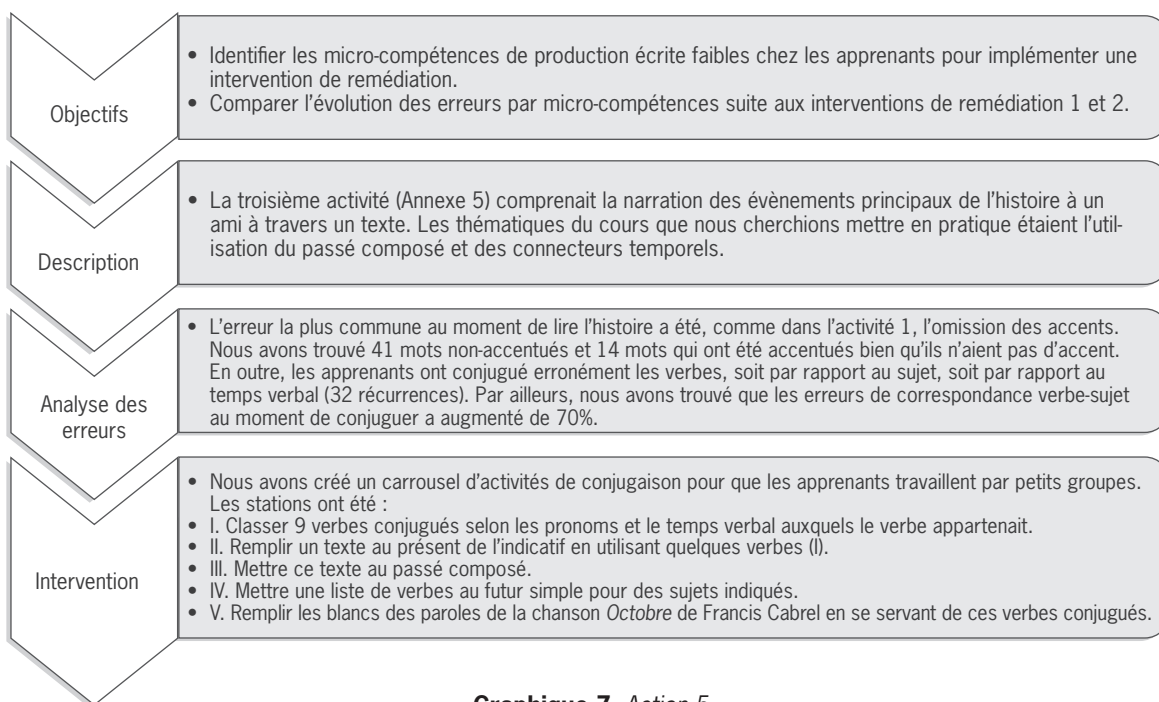 Objectifs
• Identifier les micro-compétences de production écrite faibles chez les apprenants pour implémenter une
intervention de remédiation.
• Comparer l'évolution des erreurs par micro-compétences suite aux interventions de remédiation 1 et 2.
Description
• La troisième activité (Annexe 5) comprenait la narration des évènements principaux de l'histoire à un
ami à travers un texte. Les thématiques du cours que nous cherchions mettre en pratique étaient l'util-
isation du passé composé et des connecteurs temporels.
Analyse des
erreurs
• L'erreur la plus commune au moment de lire l'histoire a été, comme dans l'activité 1, l'omission des accents.
Nous avons trouvé 41 mots non-accentués et 14 mots qui ont été accentués bien qu'ils n'aient pas d'accent.
En outre, les apprenants ont conjugué erronément les verbes, soit par rapport au sujet, soit par rapport au
temps verbal (32 récurrences). Par ailleurs, nous avons trouvé que les erreurs de correspondance verbe-sujet
au moment de conjuguer a augmenté de 70%.
Intervention
• Nous avons créé un carrousel d'activités de conjugaison pour que les apprenants travaillent par petits groupes.
Les stations ont été :
• I. Classer 9 verbes conjugués selon les pronoms et le temps verbal auxquels le verbe appartenait.
• II. Remplir un texte au présent de l'indicatif en utilisant quelques verbes (I).
• III. Mettre ce texte au passé composé.
• IV. Mettre une liste de verbes au futur simple pour des sujets indiqués.
• V. Remplir les blancs des paroles de la chanson Octobre de Francis Cabrel en se servant de ces verbes conjugués.
Graphique 7. Action 5